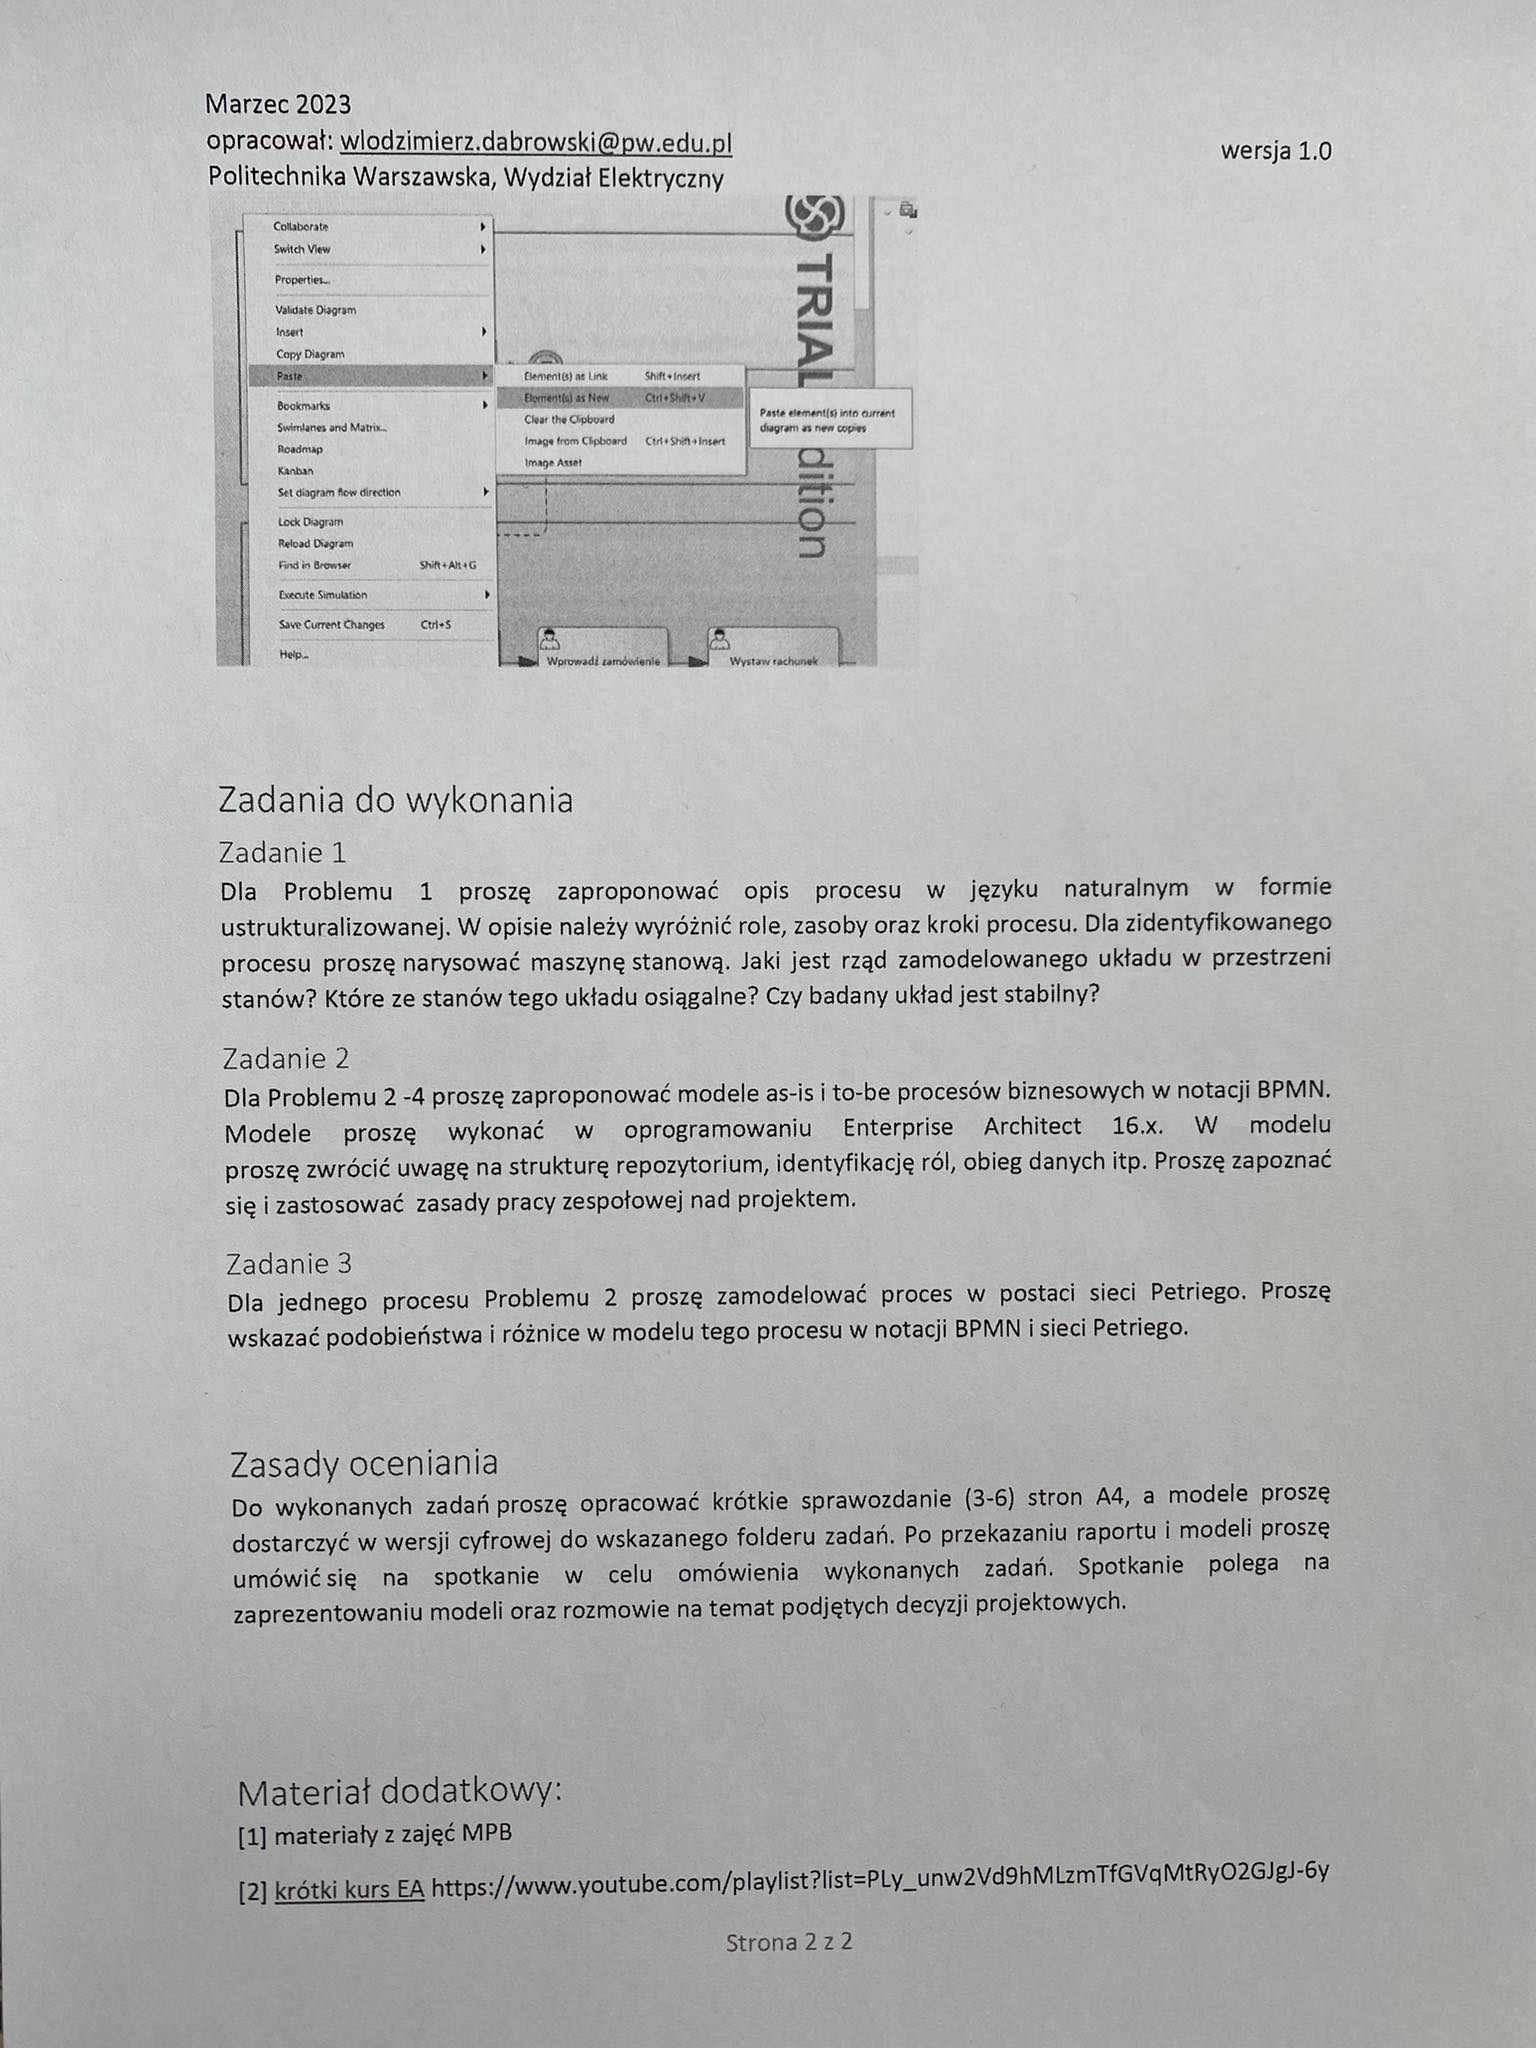 Marzec 2023
opracował: wlodzimierz.dabrowski@pw.edu.pl
wersja 1.0
Politechnika Warszawska, Wydział Elektryczny
Collaborate
Switch View
Properties...
Validate Diagram
Insert
Copy Diagram
Paste
Bookmarks
Swimlanes and Matrix...
Roadmap
Kanban
Set diagram flow direction
Lock Diagram
Reload Diagram
Find in Browser Shift+Alt+G
Execute Simulation
Save Current Changes Ctrl+S
Help...
Element(s) as Link Shift+Insert
Element(s) as New Ctrl+Shift+V
Clear the Clipboard
Image from Clipboard Ctrl+Shift+Insert
Image Asset
Paste element(s) into current
diagram as new copies
TRIAL dition
Wprowadź zamówienie
Wystaw rachunek
Zadania do wykonania
Zadanie 1
Dla Problemu 1 proszę zaproponować opis procesu w języku naturalnym w formie
ustrukturalizowanej. W opisie należy wyróżnić role, zasoby oraz kroki procesu. Dla zidentyfikowanego
procesu proszę narysować maszynę stanową. Jaki jest rząd zamodelowanego układu w przestrzeni
stanów? Które ze stanów tego układu osiągalne? Czy badany układ jest stabilny?
Zadanie 2
Dla Problemu 2 -4 proszę zaproponować modele as-is i to-be procesów biznesowych w notacji BPMN.
Modele proszę wykonać w oprogramowaniu Enterprise Architect 16.x. W modelu
proszę zwrócić uwagę na strukturę repozytorium, identyfikację ról, obieg danych itp. Proszę zapoznać
się i zastosować zasady pracy zespołowej nad projektem.
Zadanie 3
Dla jednego procesu Problemu 2 proszę zamodelować proces w postaci sieci Petriego. Proszę
wskazać podobieństwa i różnice w modelu tego procesu w notacji BPMN i sieci Petriego.
Zasady oceniania
Do wykonanych zadań proszę opracować krótkie sprawozdanie (3-6) stron A4, a modele proszę
dostarczyć w wersji cyfrowej do wskazanego folderu zadań. Po przekazaniu raportu i modeli proszę
umówić się na spotkanie w celu omówienia wykonanych zadań. Spotkanie polega na
zaprezentowaniu modeli oraz rozmowie na temat podjętych decyzji projektowych.
Materiał dodatkowy:
[1] materiały z zajęć MPB
[2] krótki kurs EA https://www.youtube.com/playlist?list=PLy_unw2Vd9hMLzmTfGVqMtRyO2GJgJ-6y
Strona 2 z 2